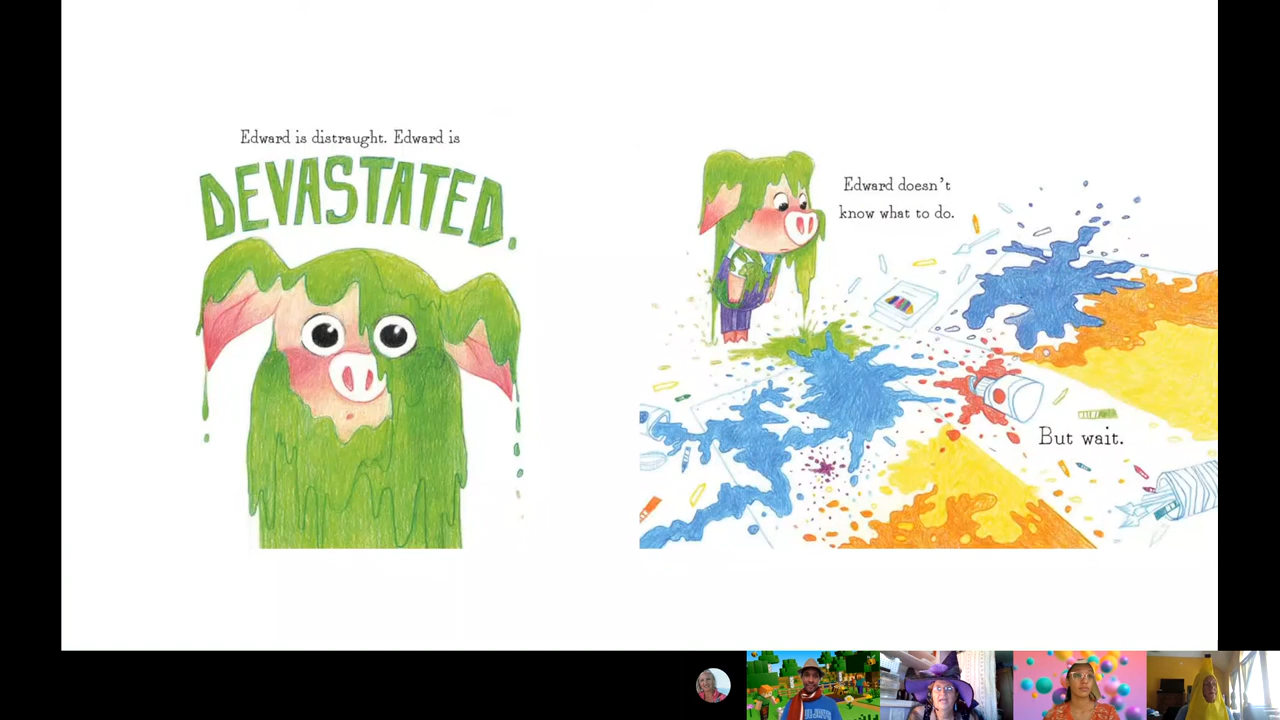 Edward is distraught. Edward is
DEVASTATED.
Edward doesn't
know what to do.
But wait.